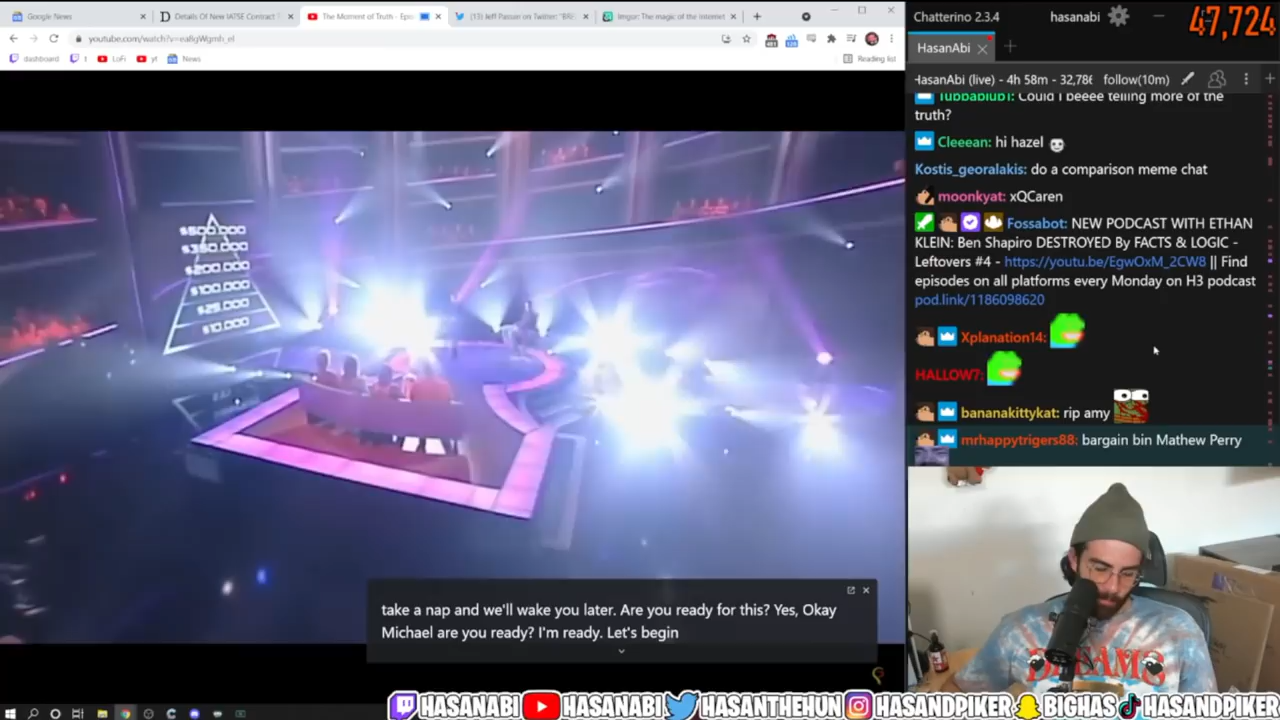 Google News
Details Of New IATSE Contract
The Moment of Truth - Epis
(13) Jeff Passan on Twitter: "BRE
Imgur: The magic of the Internet
youtube.com/watch?v=
dashboard
t
LoFi
yt
News
Reading list
$500,000
$350,000
$200,000
$100,000
$25,000
$10,000
take a nap and we'll wake you later. Are you ready for this? Yes, Okay
Michael are you ready? I'm ready. Let's begin
Chatterino 2.3.4
hasanabi
47,724
HasanAbi
HasanAbi (live) - 4h 58m - 32,786
follow(10m)
Tubbablub1: Could I beeee telling more of the
truth?
Cleeean: hi hazel
Kostis_georalakis: do a comparison meme chat
moonkyat: xQCaren
Fossabot: NEW PODCAST WITH ETHAN
KLEIN: Ben Shapiro DESTROYED By FACTS & LOGIC -
Leftovers #4 - https://youtu.be/EgwOxM_2CW8 || Find
episodes on all platforms every Monday on H3 podcast
pod.link/1186098620
Xplanation14:
HALLOW7:
bananakittykat: rip amy
mrhappytrigers88: bargain bin Mathew Perry
DREAMS
HASANABI
HASANABI
HASANTHEHUN
HASANDPIKER
BIGHAS
HASANDPIKER